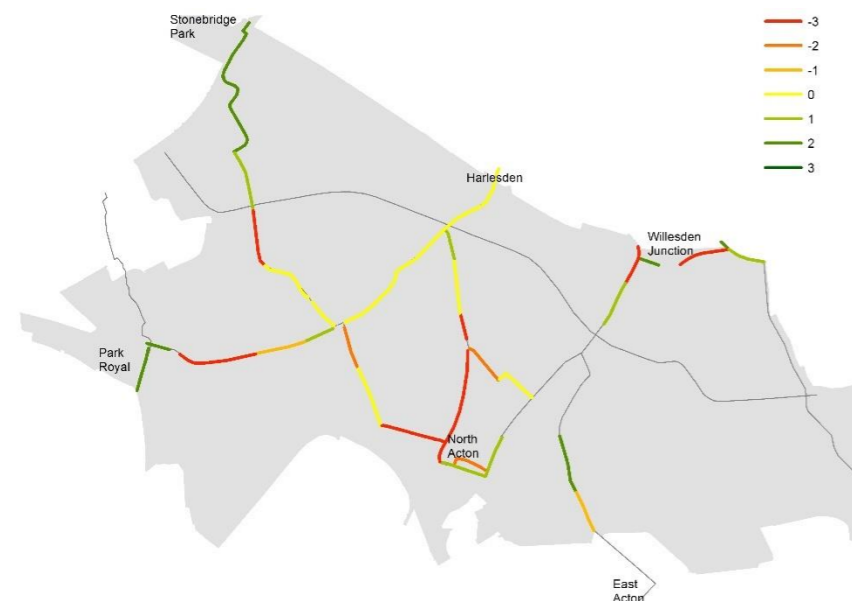 Stonebridge
Park
-3
-2
-1
0
1
2
3
Harlesden
Willesden
Junction
Park
Royal
North
Acton
East
Acton